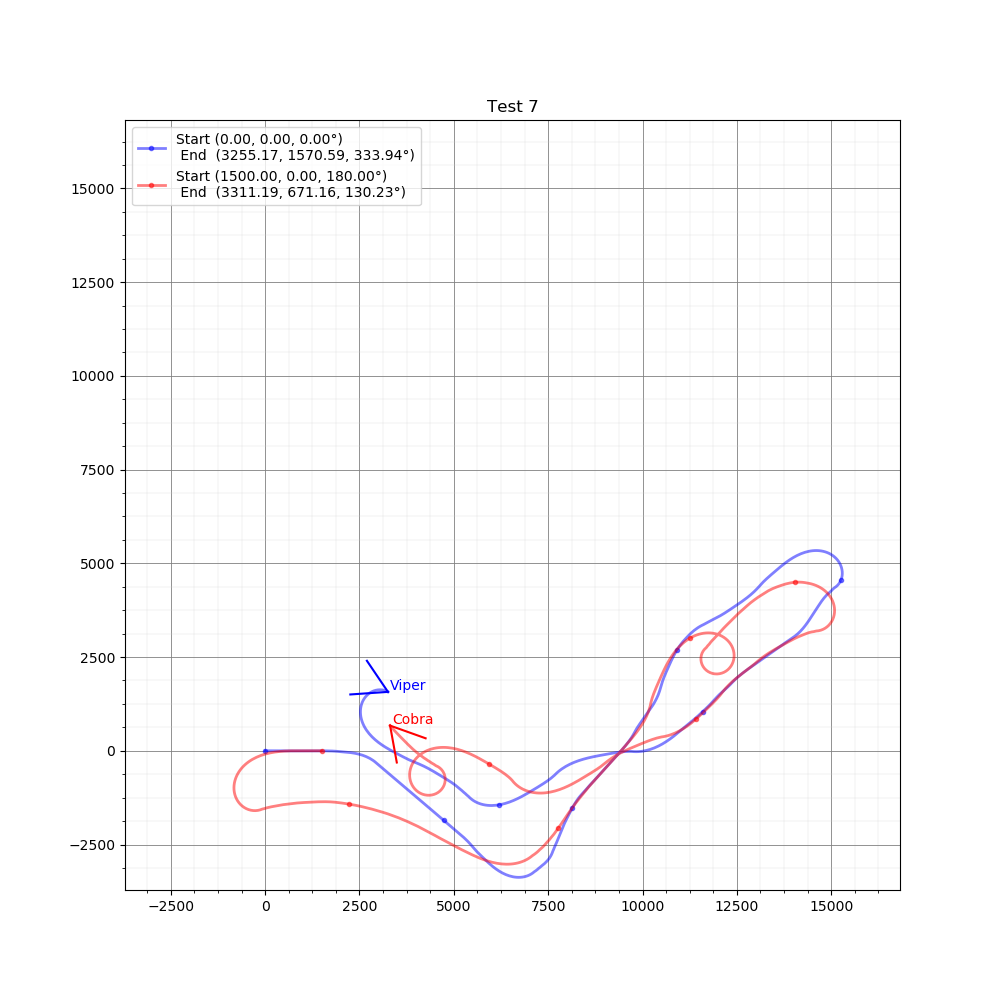 Test 7
Start (0.00, 0.00, 0.00°)
End  (3255.17, 1570.59, 333.94°)
Start (1500.00, 0.00, 180.00°)
End  (3311.19, 671.16, 130.23°)
15000
12500
10000
7500
5000
2500
Viper
Cobra
0
−2500
−2500 0 2500 5000 7500 10000 12500 15000